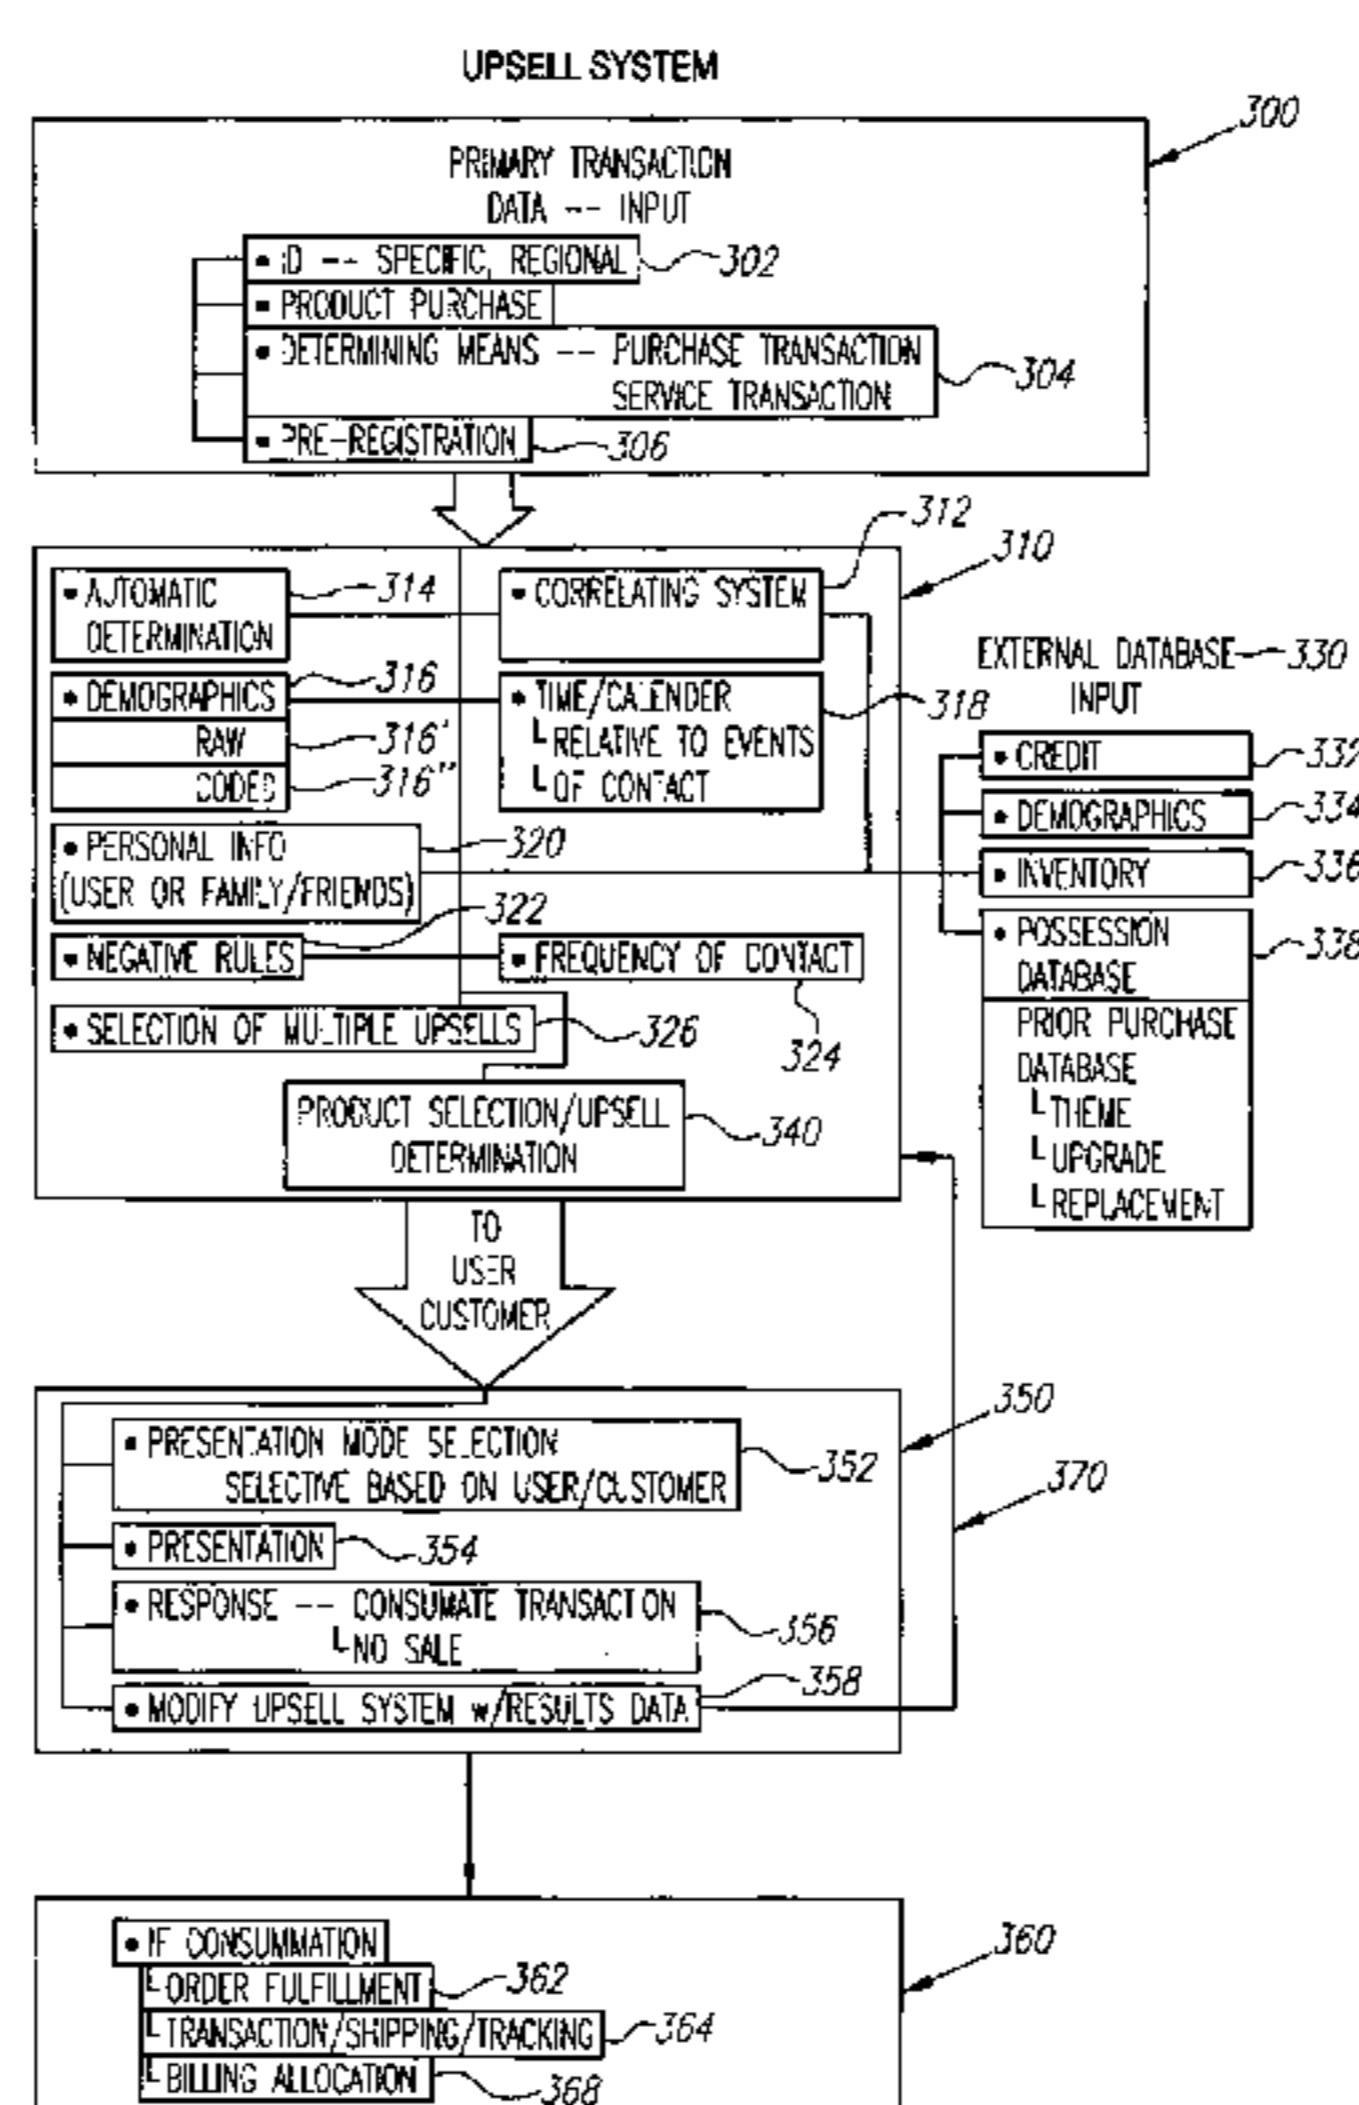 UPSELL SYSTEM
300
PRIMARY TRANSACTION
DATA -- INPUT
• ID -- SPECIFIC, REGIONAL 302
• PRODUCT PURCHASE
• DETERMINING MEANS -- PURCHASE TRANSACTION
SERVICE TRANSACTION 304
• PRE-REGISTRATION 306
310
• AUTOMATIC
DETERMINATION 314
• CORRELATING SYSTEM 312
• DEMOGRAPHICS 316
RAW 316'
CODED 316"
• TIME/CALENDER
RELATIVE TO EVENTS
OF CONTACT 318
• PERSONAL INFO
(USER OR FAMILY/FRIENDS) 320
• NEGATIVE RULES 322
• FREQUENCY OF CONTACT 324
• SELECTION OF MULTIPLE UPSELLS 326
PRODUCT SELECTION/UPSELL
DETERMINATION 340
EXTERNAL DATABASE 330
INPUT
• CREDIT 332
• DEMOGRAPHICS 334
• INVENTORY 336
• POSSESSION
DATABASE 338
PRIOR PURCHASE
DATABASE
THEME
UPGRADE
REPLACEMENT
TO
USER
CUSTOMER
350
370
• PRESENTATION MODE SELECTION
SELECTIVE BASED ON USER/CUSTOMER 352
• PRESENTATION 354
• RESPONSE -- CONSUMATE TRANSACTION
NO SALE 356
• MODIFY UPSELL SYSTEM w/RESULTS DATA 358
360
• IF CONSUMMATION
ORDER FULFILLMENT 362
TRANSACTION/SHIPPING/TRACKING 364
BILLING ALLOCATION 368